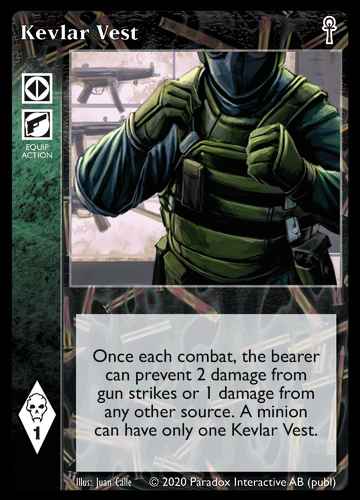 Kevlar Vest
EQUIP
ACTION
Once each combat, the bearer
can prevent 2 damage from
gun strikes or 1 damage from
any other source. A minion
can have only one Kevlar Vest.
1
Illus: Juan Calle © 2020 Paradox Interactive AB (publ)